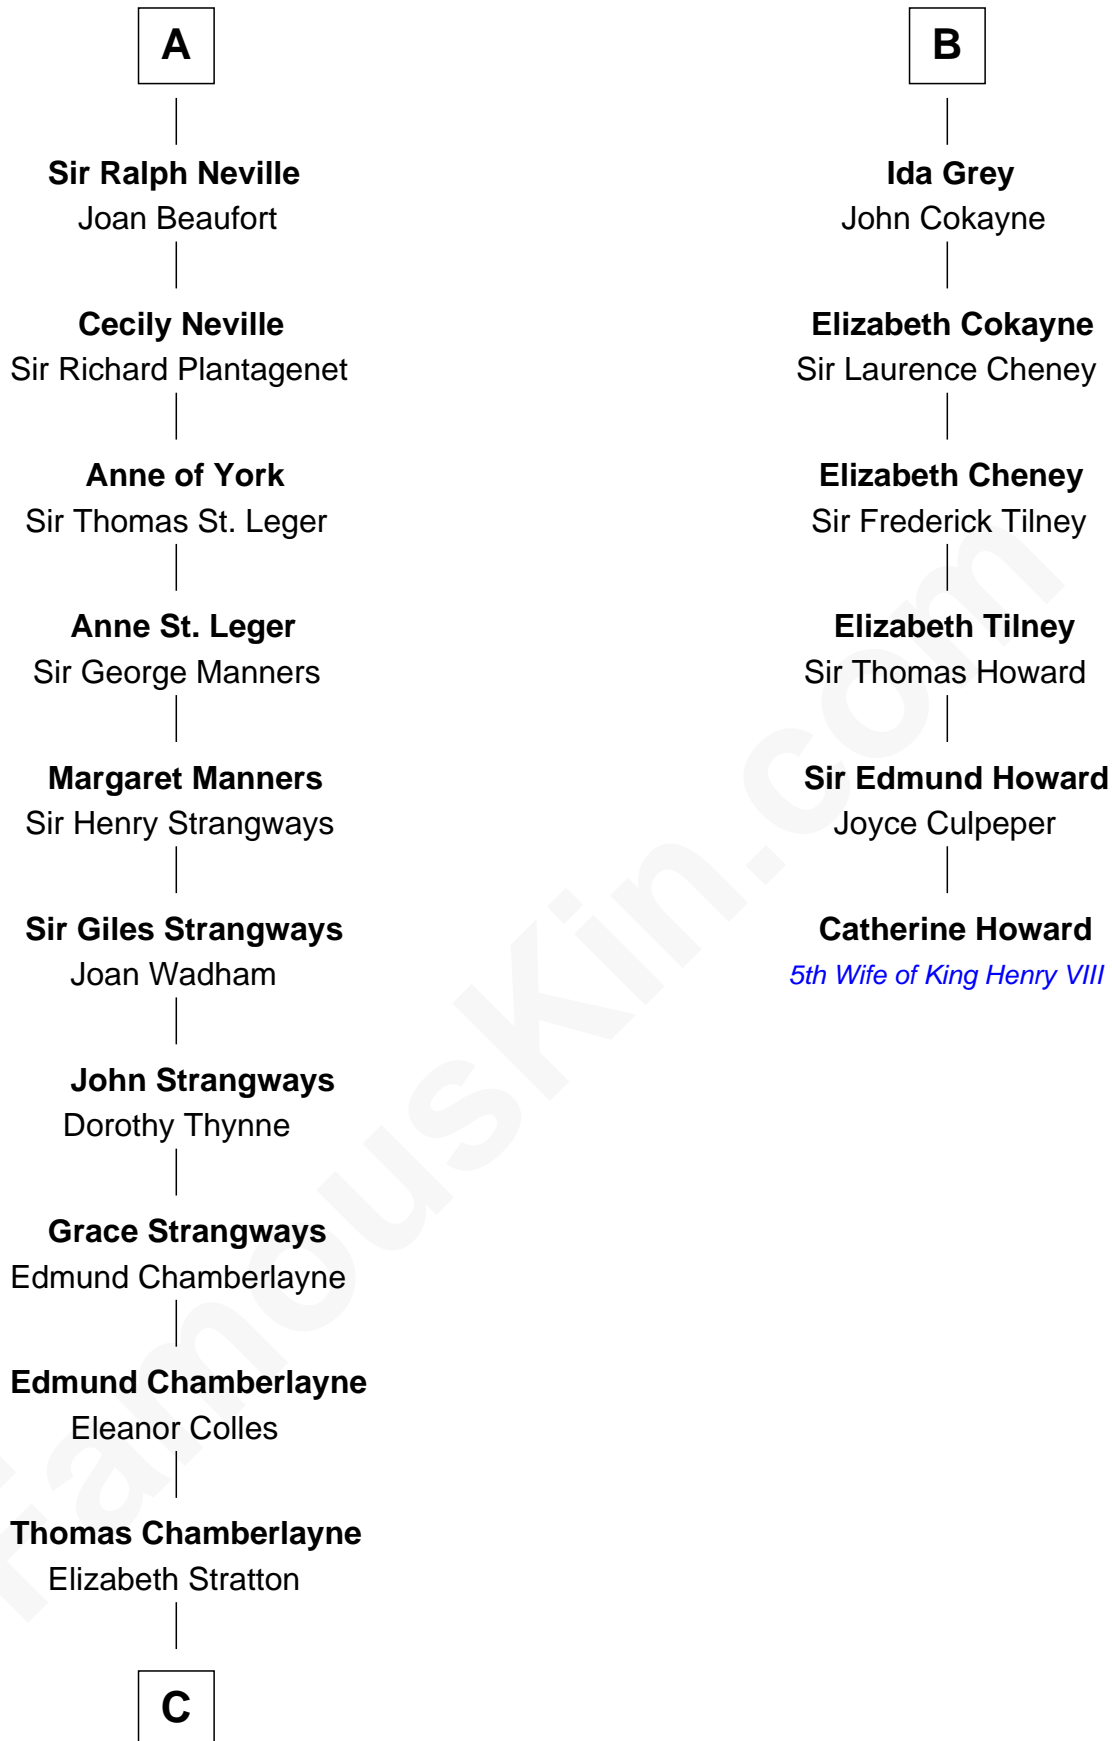 A
Sir Ralph Neville
Joan Beaufort
Cecily Neville
Sir Richard Plantagenet
Anne of York
Sir Thomas St. Leger
Anne St. Leger
Sir George Manners
Margaret Manners
Sir Henry Strangways
Sir Giles Strangways
Joan Wadham
John Strangways
Dorothy Thynne
Grace Strangways
Edmund Chamberlayne
Edmund Chamberlayne
Eleanor Colles
Thomas Chamberlayne
Elizabeth Stratton
C
B
Ida Grey
John Cokayne
Elizabeth Cokayne
Sir Laurence Cheney
Elizabeth Cheney
Sir Frederick Tilney
Elizabeth Tilney
Sir Thomas Howard
Sir Edmund Howard
Joyce Culpeper
Catherine Howard
5th Wife of King Henry VIII
FamousKin.com